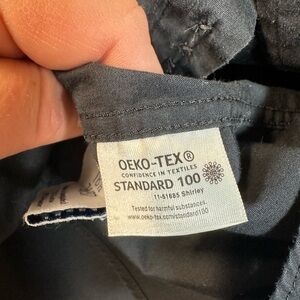 OEKO-TEX®
CONFIDENCE IN TEXTILES
STANDARD 100
11-51885 Shirley
Tested for harmful substances.
www.oeko-tex.com/standard100